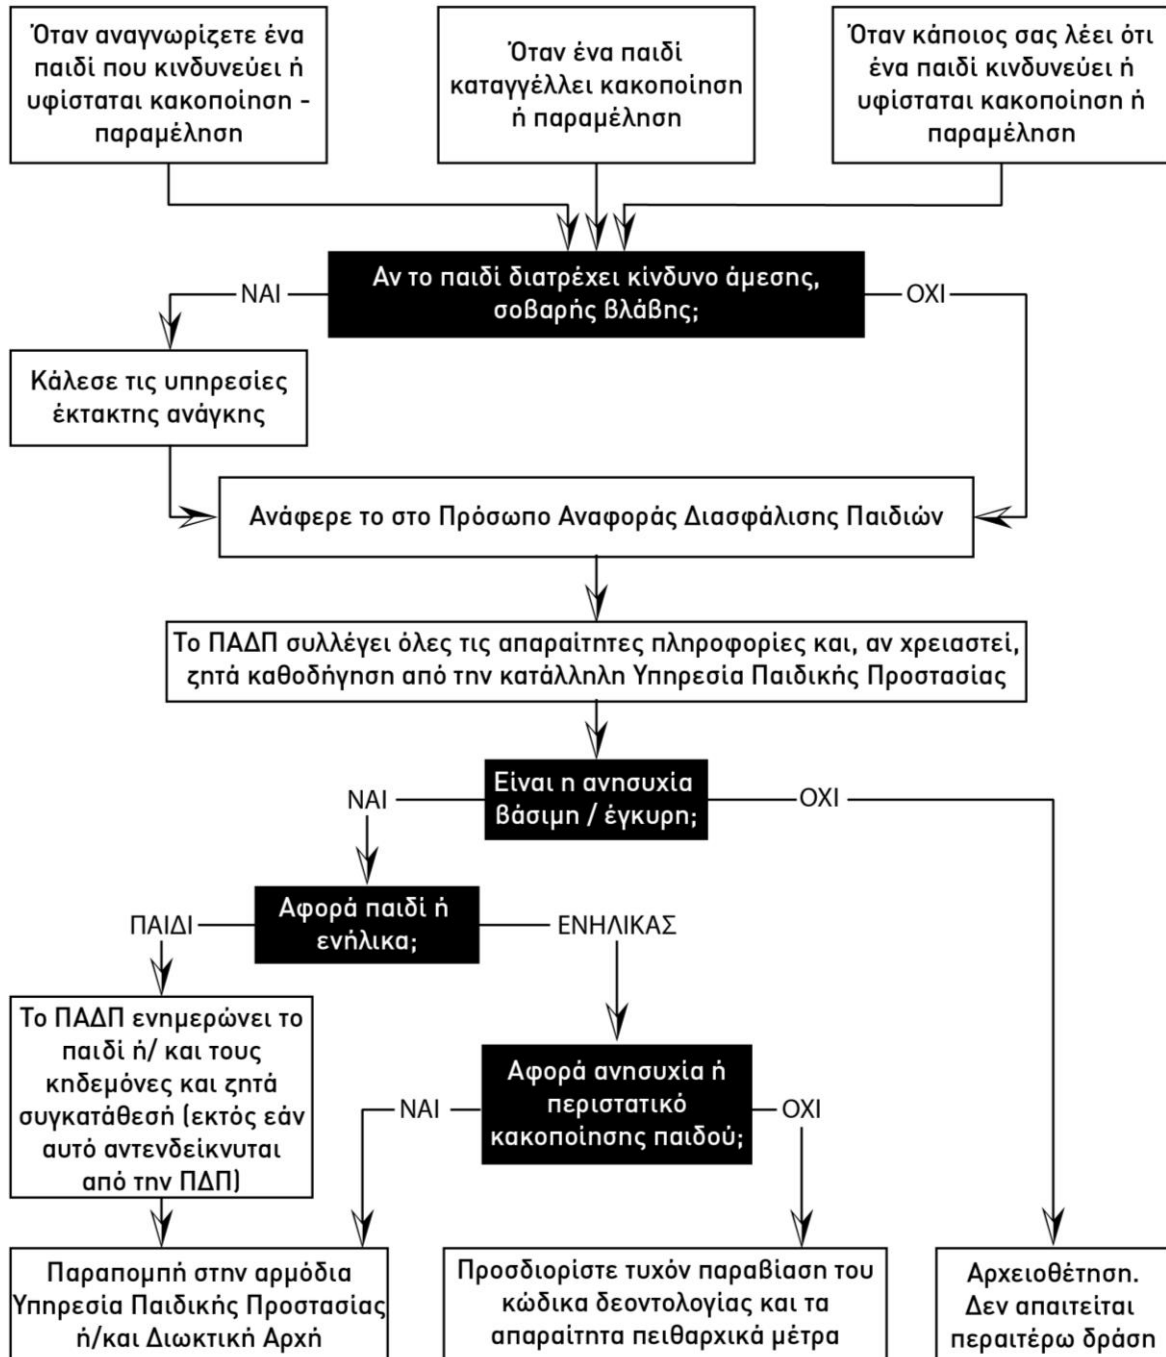 Όταν αναγνωρίζετε ένα
παιδί που κινδυνεύει ή
υφίσταται κακοποίηση -
παραμέληση
Όταν ένα παιδί
καταγγέλλει κακοποίηση
ή παραμέληση
Όταν κάποιος σας λέει ότι
ένα παιδί κινδυνεύει ή
υφίσταται κακοποίηση ή
παραμέληση
Αν το παιδί διατρέχει κίνδυνο άμεσης,
σοβαρής βλάβης;
ΝΑΙ
ΟΧΙ
Κάλεσε τις υπηρεσίες
έκτακτης ανάγκης
Ανάφερε το στο Πρόσωπο Αναφοράς Διασφάλισης Παιδιών
Το ΠΑΔΠ συλλέγει όλες τις απαραίτητες πληροφορίες και, αν χρειαστεί,
ζητά καθοδήγηση από την κατάλληλη Υπηρεσία Παιδικής Προστασίας
Είναι η ανησυχία
βάσιμη / έγκυρη;
ΝΑΙ
ΟΧΙ
Αφορά παιδί ή
ενήλικα;
ΠΑΙΔΙ
ΕΝΗΛΙΚΑΣ
Το ΠΑΔΠ ενημερώνει το
παιδί ή/ και τους
κηδεμόνες και ζητά
συγκατάθεσή (εκτός εάν
αυτό αντενδείκνυται
από την ΠΔΠ)
Αφορά ανησυχία ή
περιστατικό
κακοποίησης παιδού;
ΝΑΙ
ΟΧΙ
Παραπομπή στην αρμόδια
Υπηρεσία Παιδικής Προστασίας
ή/και Διωκτική Αρχή
Προσδιορίστε τυχόν παραβίαση του
κώδικα δεοντολογίας και τα
απαραίτητα πειθαρχικά μέτρα
Αρχειοθέτηση.
Δεν απαιτείται
περαιτέρω δράση